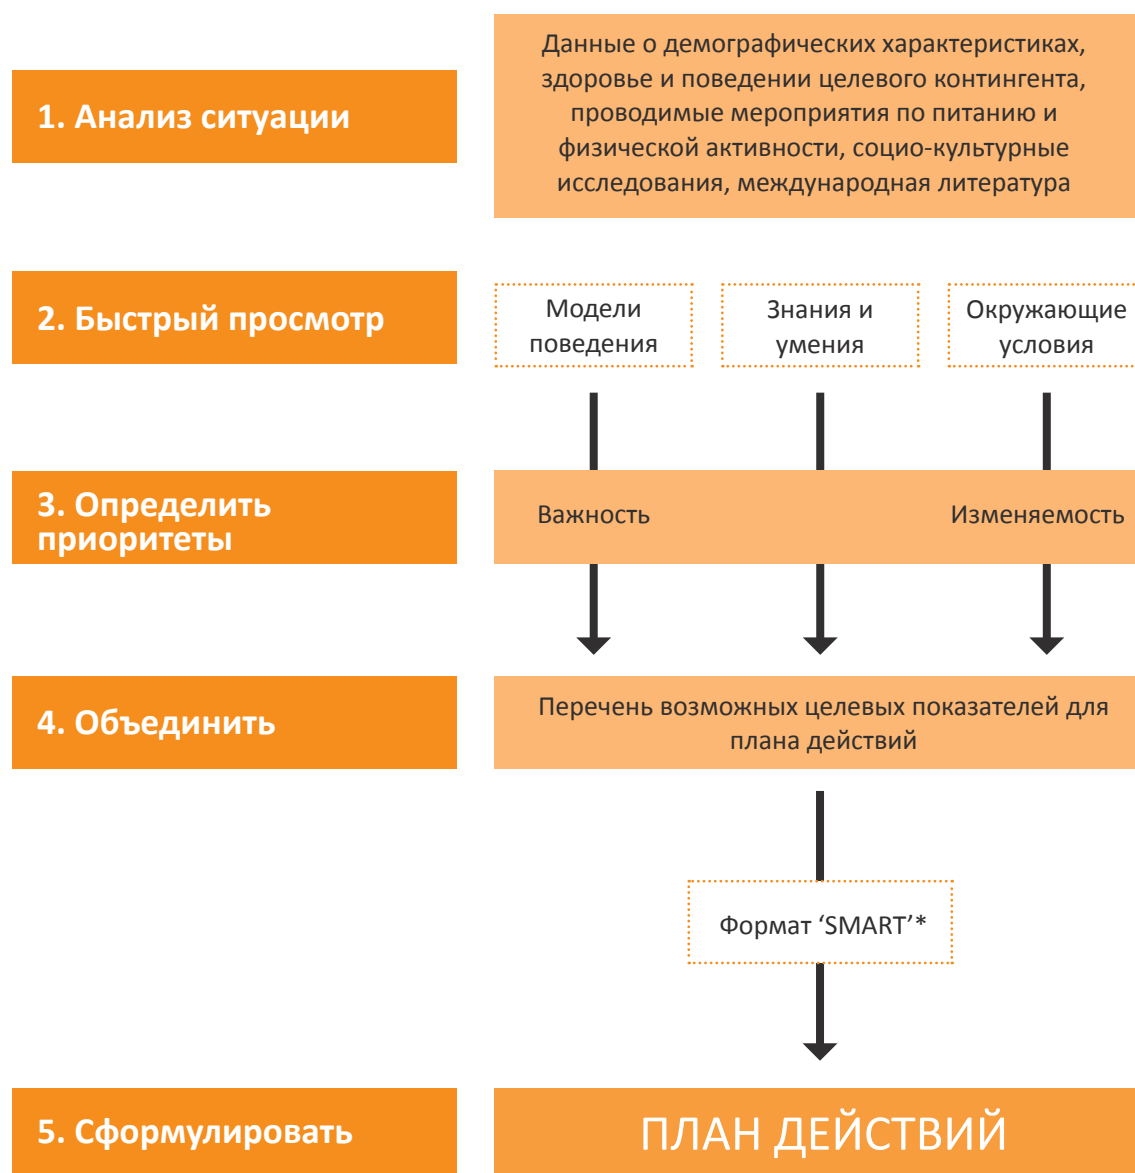 1. Анализ ситуации
Данные о демографических характеристиках,
здоровье и поведении целевого контингента,
проводимые мероприятия по питанию и
физической активности, социо-культурные
исследования, международная литература
2. Быстрый просмотр
Модели
поведения
Знания и
умения
Окружающие
условия
3. Определить
приоритеты
Важность
Изменяемость
4. Объединить
Перечень возможных целевых показателей для
плана действий
Формат ‘SMART’*
5. Сформулировать
ПЛАН ДЕЙСТВИЙ